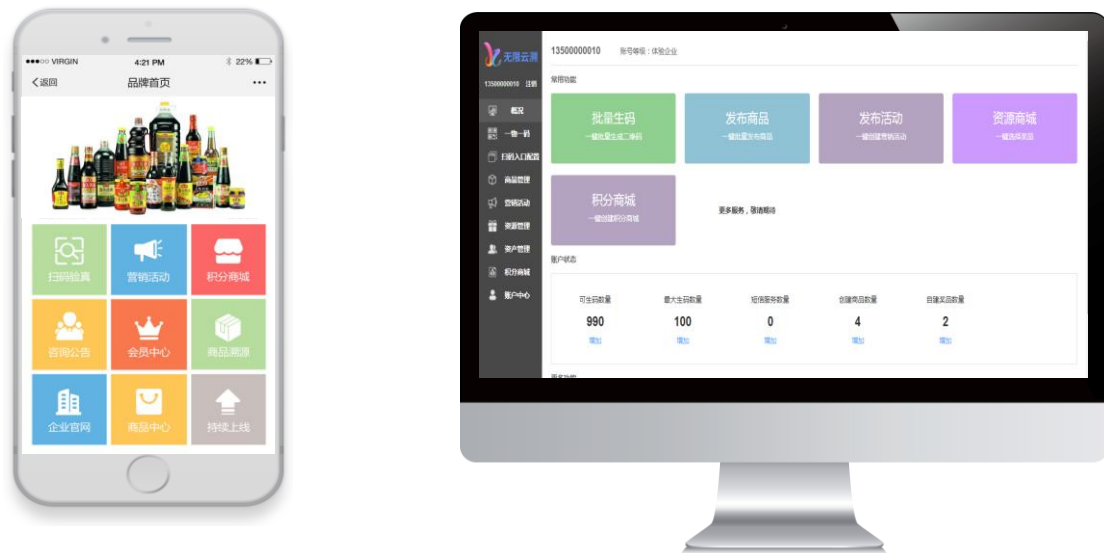 ●●●○○ VIRGIN 4:21 PM 22%
返回 品牌首页 •••
扫码验真 营销活动 积分商城
咨询公告 会员中心 商品溯源
企业官网 商品中心 持续上线
无限云溯
13500000010 注销
概况
一物一码
扫码入口配置
商品管理
营销活动
资源管理
资产管理
积分商城
账户中心
13500000010 账号等级：体验企业
常用功能
批量生码 发布商品 发布活动 资源商城
一键批量生成二维码 一键批量发布商品 一键创建营销活动 一键选择奖品
积分商城
一键创建积分商城
更多服务，敬请期待
账户状态
可生码数量 最大生码数量 短信服务数量 创建商品数量 自建奖品数量
990 100 0 4 2
增加 增加 增加 增加 增加